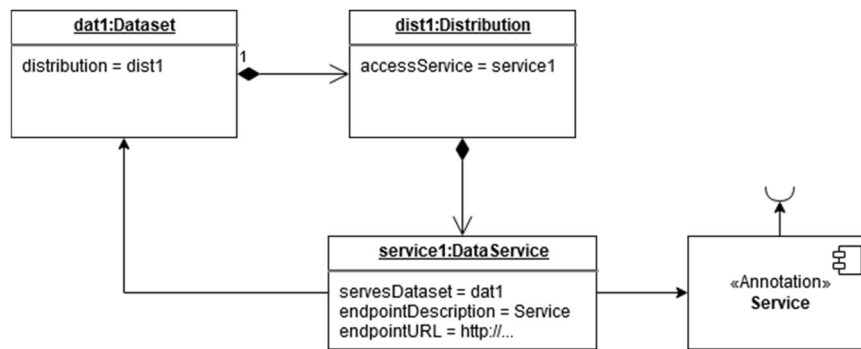 dat1:Dataset
distribution = dist1
1
dist1:Distribution
accessService = service1
service1:DataService
servesDataset = dat1
endpointDescription = Service
endpointURL = http://...
«Annotation»
Service